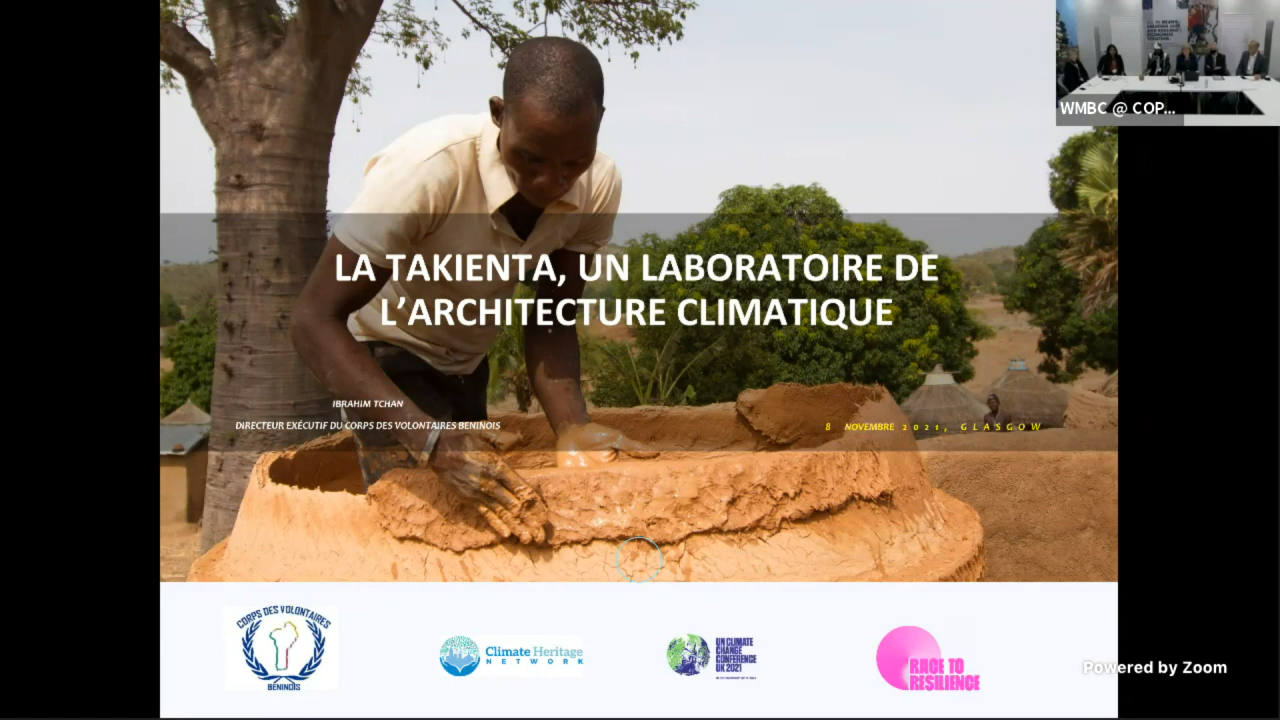 WMBC @ COP...
LA TAKIENTA, UN LABORATOIRE DE
L'ARCHITECTURE CLIMATIQUE
IBRAHIM TCHAN
DIRECTEUR EXÉCUTIF DU CORPS DES VOLONTAIRES BENINOIS
8 NOVEMBRE 2021, GLASGOW
CORPS DES VOLONTAIRES
BENINOIS
Climate Heritage
NETWORK
UN CLIMATE
CHANGE
CONFERENCE
UK 2021
RACE TO
RESILIENCE
Powered by Zoom